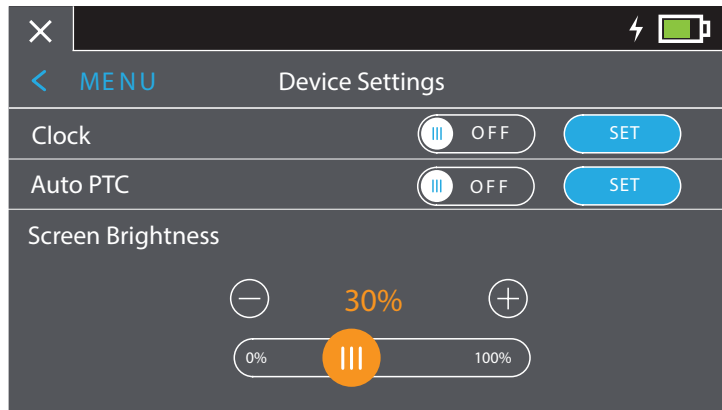 MENU Device Settings
Clock OFF SET
Auto PTC OFF SET
Screen Brightness
30%
0% 100%